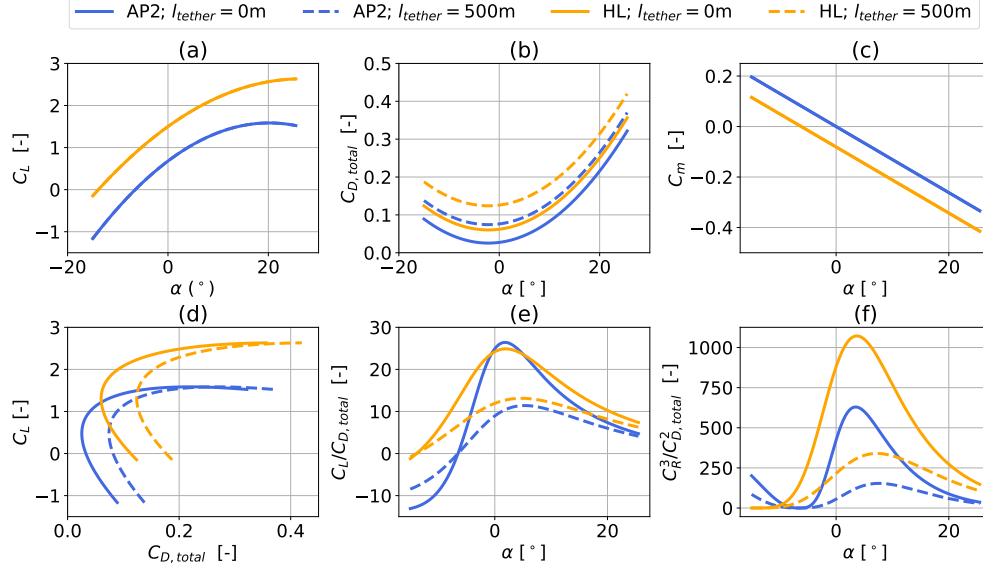 AP2; l_tether = 0m AP2; l_tether = 500m HL; l_tether = 0m HL; l_tether = 500m
(a) (b) (c)
C_L [-]
3
2
1
0
−1
−20 0 20
α (°)
C_D,total [-]
0.5
0.4
0.3
0.2
0.1
0.0
−20 0 20
α [°]
C_m [-]
0.2
0.0
−0.2
−0.4
0 20
α [°]
(d) (e) (f)
C_L [-]
3
2
1
0
−1
0.0 0.2 0.4
C_D,total [-]
C_L/C_D,total [-]
30
20
10
0
−10
0 20
α [°]
C_R^3/C_D,total^2 [-]
1000
750
500
250
0
0 20
α [°]